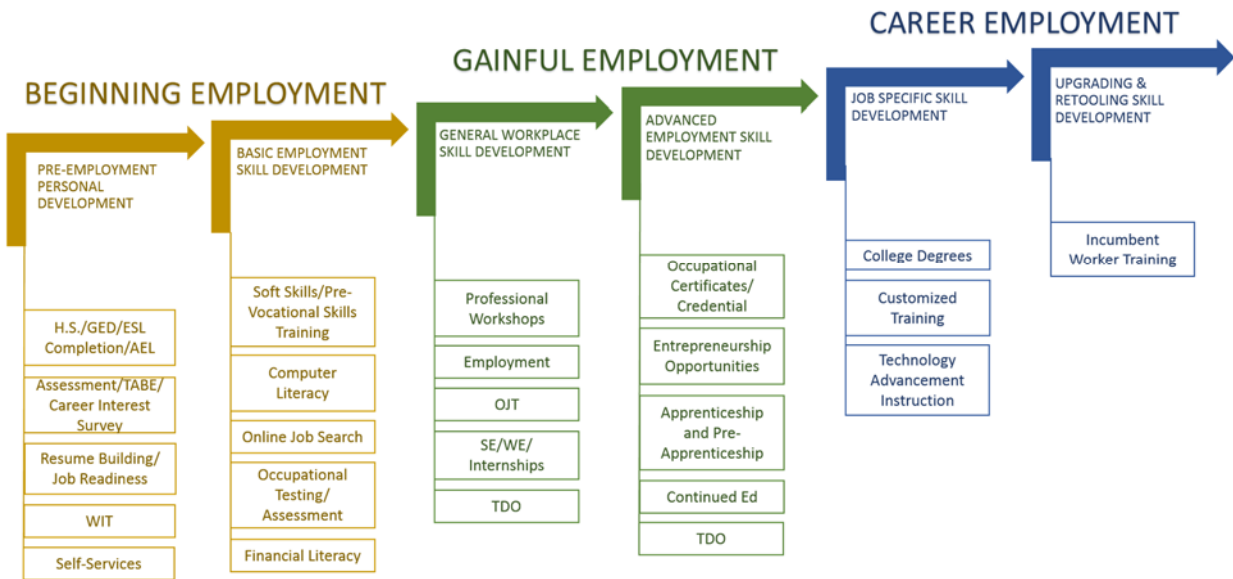 BEGINNING EMPLOYMENT
PRE-EMPLOYMENT
PERSONAL
DEVELOPMENT
H.S./GED/ESL
Completion/AEL
Assessment/TABE/
Career Interest
Survey
Resume Building/
Job Readiness
WIT
Self-Services
BASIC EMPLOYMENT
SKILL DEVELOPMENT
Soft Skills/Pre-
Vocational Skills
Training
Computer
Literacy
Online Job Search
Occupational
Testing/
Assessment
Financial Literacy
GAINFUL EMPLOYMENT
GENERAL WORKPLACE
SKILL DEVELOPMENT
Professional
Workshops
Employment
OJT
SE/WE/
Internships
TDO
ADVANCED
EMPLOYMENT SKILL
DEVELOPMENT
Occupational
Certificates/
Credential
Entrepreneurship
Opportunities
Apprenticeship
and Pre-
Apprenticeship
Continued Ed
TDO
CAREER EMPLOYMENT
JOB SPECIFIC SKILL
DEVELOPMENT
College Degrees
Customized
Training
Technology
Advancement
Instruction
UPGRADING &
RETOOLING SKILL
DEVELOPMENT
Incumbent
Worker Training